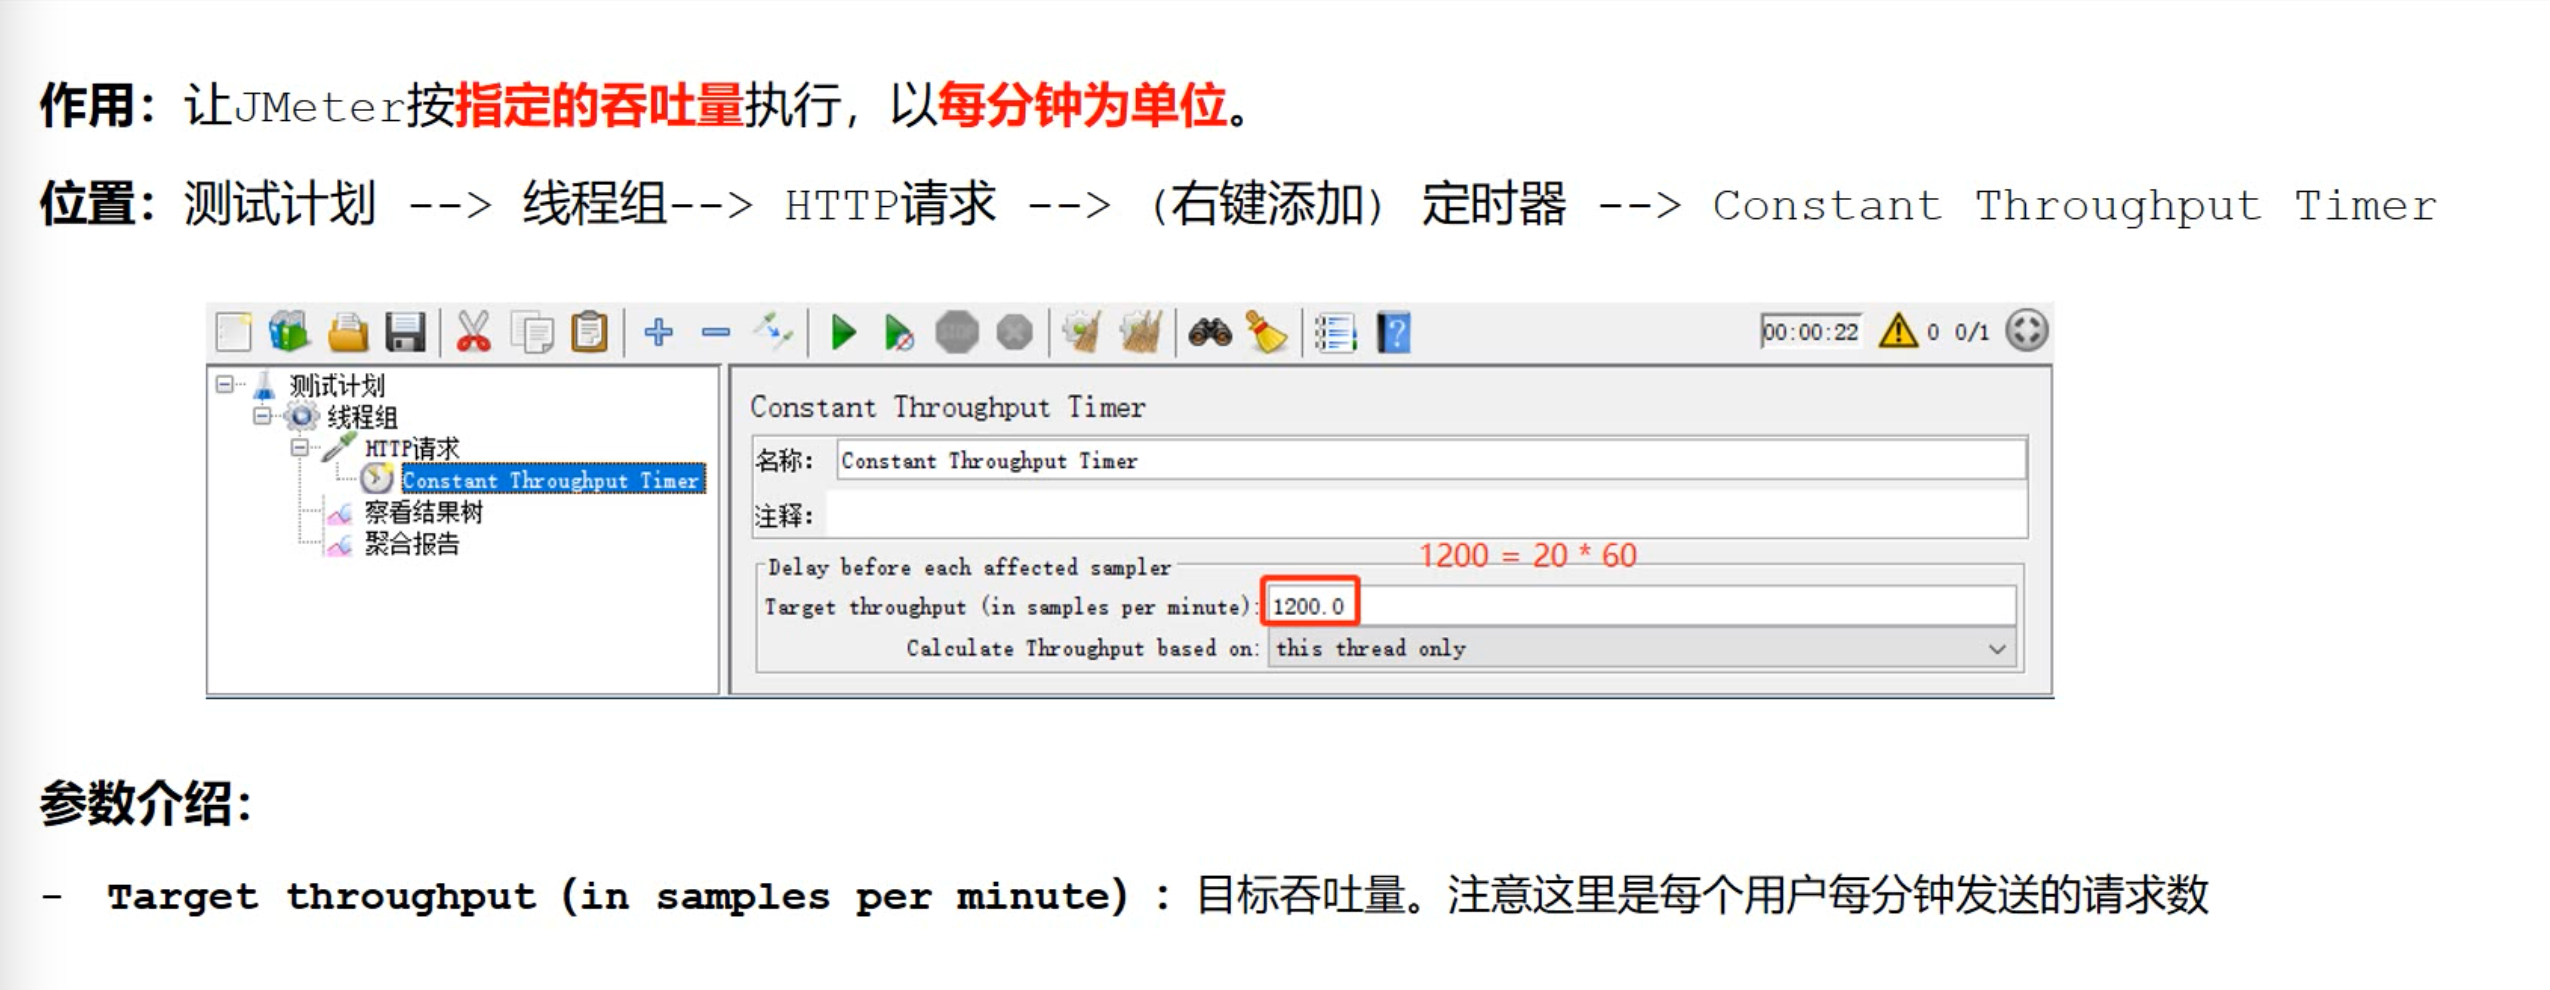 作用：让JMeter按指定的吞吐量执行，以每分钟为单位。
位置：测试计划 --> 线程组--> HTTP请求 --> （右键添加） 定时器 --> Constant Throughput Timer
STOP
00:00:22 0 0/1
测试计划
线程组
HTTP请求
Constant Throughput Timer
察看结果树
聚合报告
Constant Throughput Timer
名称： Constant Throughput Timer
注释：
1200 = 20 * 60
Delay before each affected sampler
Target throughput (in samples per minute): 1200.0
Calculate Throughput based on: this thread only
参数介绍：
- Target throughput（in samples per minute）：目标吞吐量。注意这里是每个用户每分钟发送的请求数